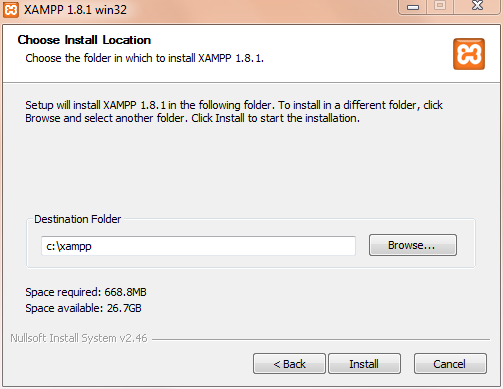 XAMPP 1.8.1 win32
Choose Install Location
Choose the folder in which to install XAMPP 1.8.1.
Setup will install XAMPP 1.8.1 in the following folder. To install in a different folder, click
Browse and select another folder. Click Install to start the installation.
Destination Folder
c:\xampp
Browse...
Space required: 668.8MB
Space available: 26.7GB
Nullsoft Install System v2.46
< Back
Install
Cancel